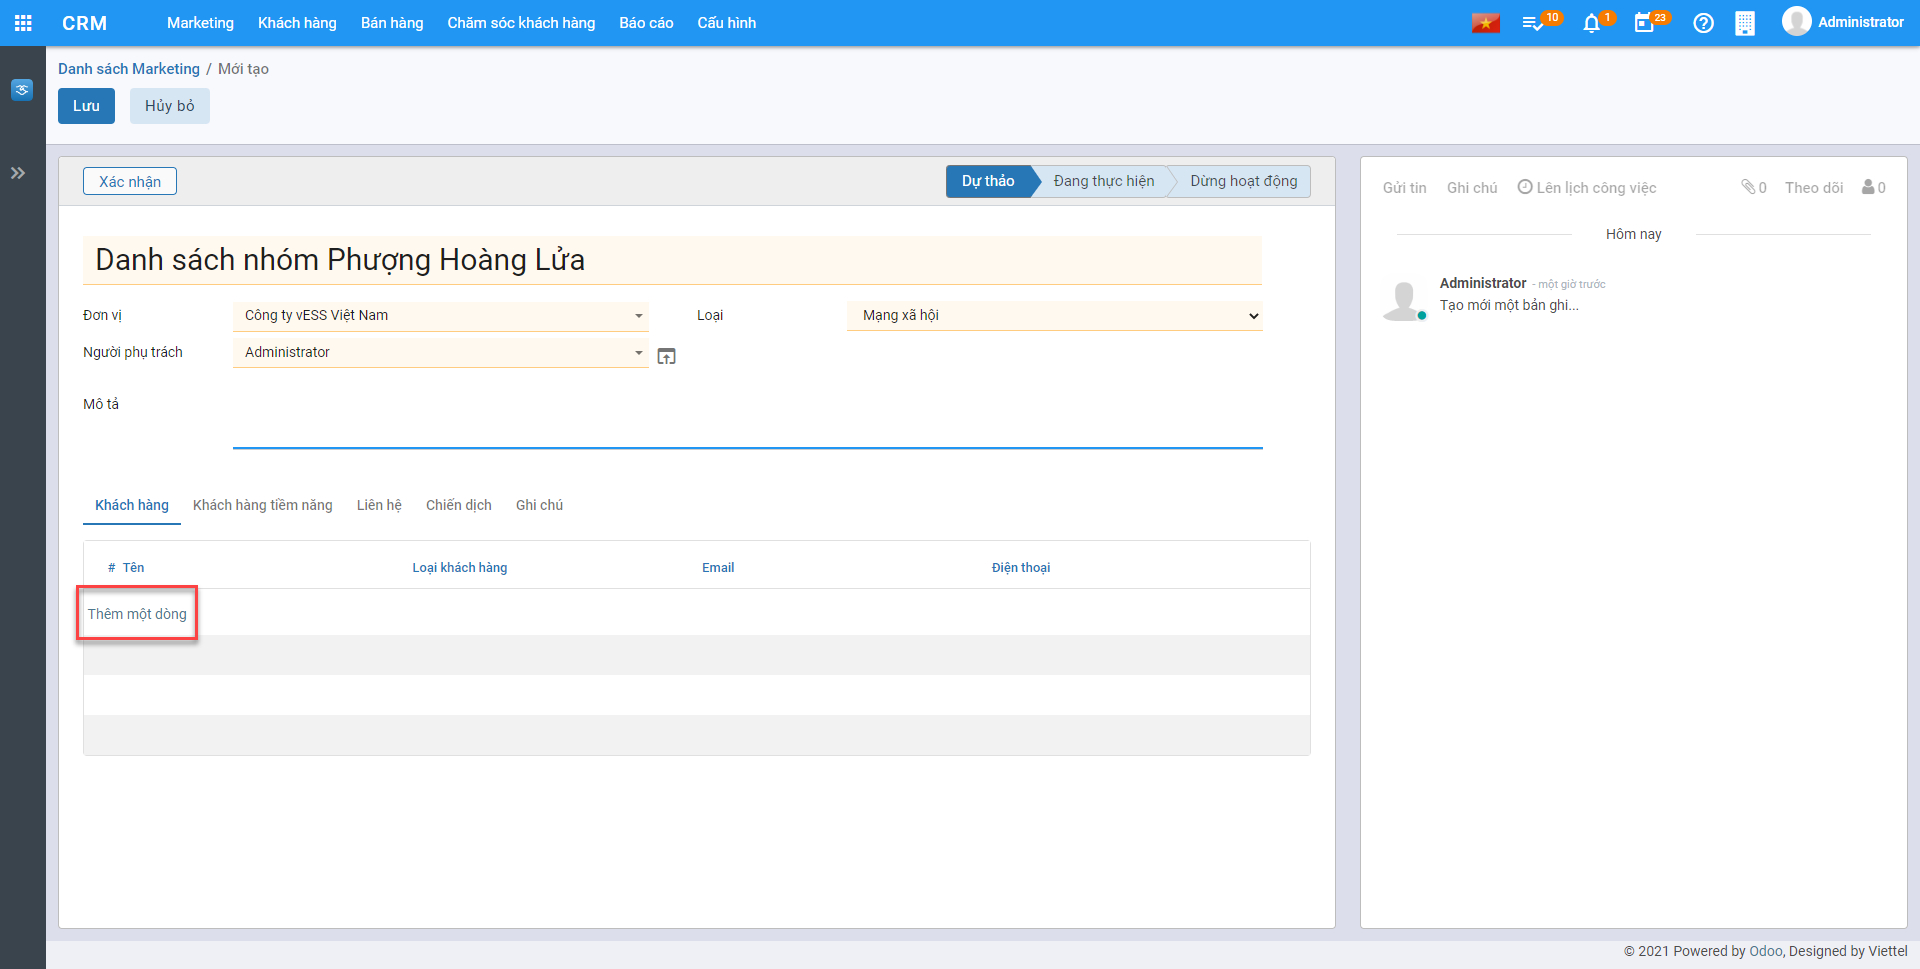 CRM Marketing Khách hàng Bán hàng Chăm sóc khách hàng Báo cáo Cấu hình 10 1 23 Administrator
Danh sách Marketing / Mới tạo
Lưu Hủy bỏ
Xác nhận Dự thảo Đang thực hiện Dừng hoạt động
Danh sách nhóm Phượng Hoàng Lửa
Đơn vị Công ty vESS Việt Nam Loại Mạng xã hội
Người phụ trách Administrator
Mô tả
Khách hàng Khách hàng tiềm năng Liên hệ Chiến dịch Ghi chú
# Tên Loại khách hàng Email Điện thoại
Thêm một dòng
Gửi tin Ghi chú Lên lịch công việc 0 Theo dõi 0
Hôm nay
Administrator - một giờ trước
Tạo mới một bản ghi...
© 2021 Powered by Odoo, Designed by Viettel